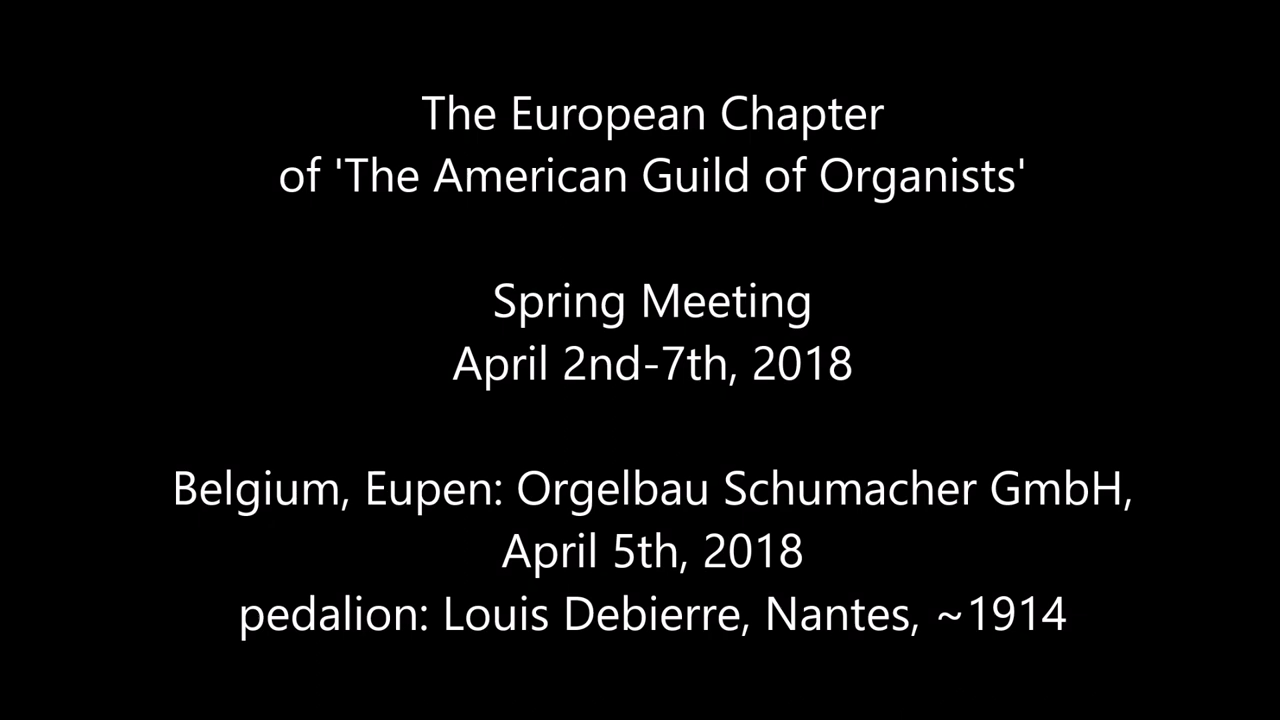 The European Chapter
of 'The American Guild of Organists'
Spring Meeting
April 2nd-7th, 2018
Belgium, Eupen: Orgelbau Schumacher GmbH,
April 5th, 2018
pedalion: Louis Debierre, Nantes, ~1914